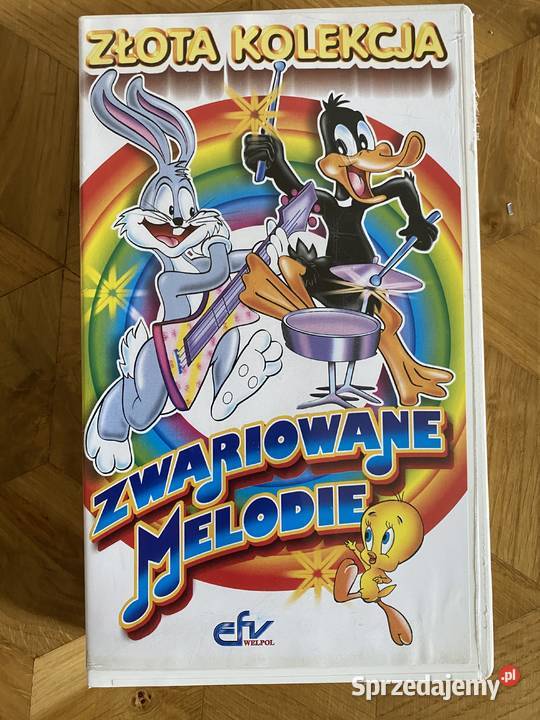 ZŁOTA KOLEKCJA
ZWARIOWANE
MELODIE
efv
WELPOL
Sprzedajemy.pl